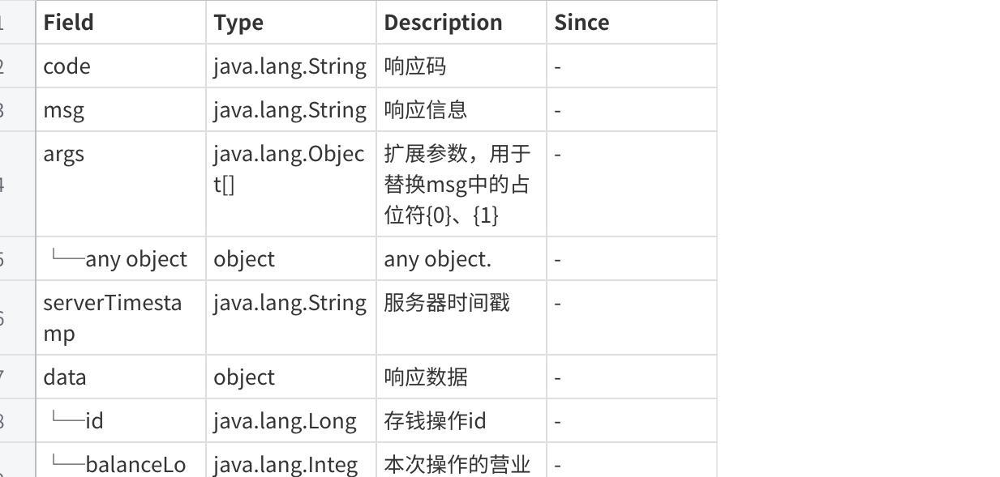 Field Type Description Since
code java.lang.String 响应码 -
msg java.lang.String 响应信息 -
args java.lang.Objec 扩展参数，用于 -
t[] 替换msg中的占
位符{0}、{1}
└──any object object any object. -
serverTimesta java.lang.String 服务器时间戳 -
mp
data object 响应数据 -
└──id java.lang.Long 存钱操作id -
└──balanceLo java.lang.Integ 本次操作的营业 -